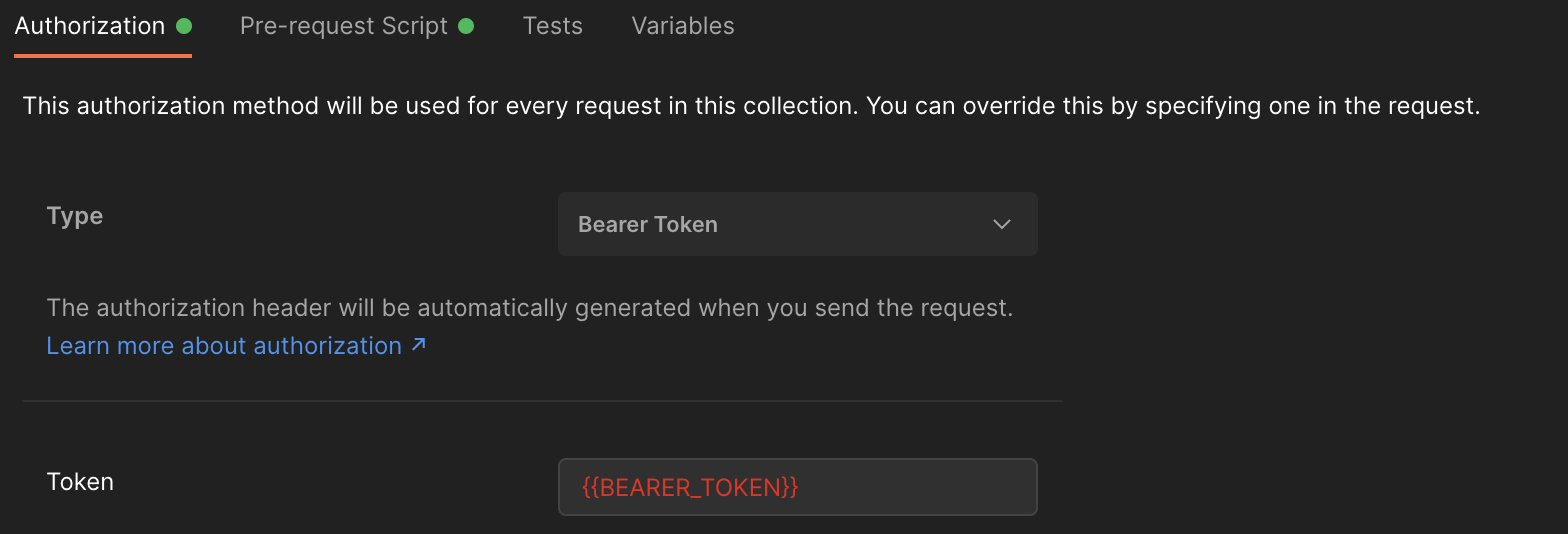 Authorization
Pre-request Script
Tests
Variables
This authorization method will be used for every request in this collection. You can override this by specifying one in the request.
Type
Bearer Token
The authorization header will be automatically generated when you send the request.
Learn more about authorization ↗
Token
{{BEARER_TOKEN}}